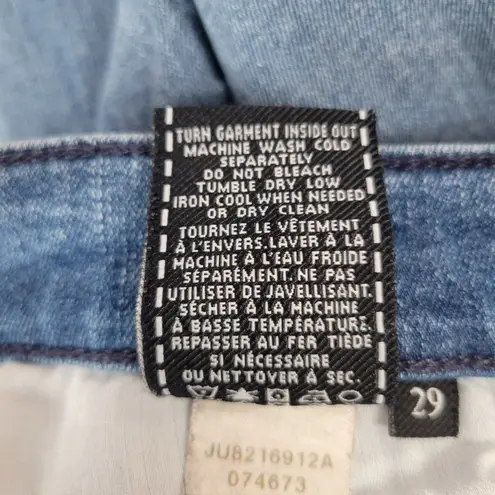 TURN GARMENT INSIDE OUT
MACHINE WASH COLD
SEPARATELY
DO NOT BLEACH
TUMBLE DRY LOW
IRON COOL WHEN NEEDED
OR DRY CLEAN
TOURNEZ LE VÊTEMENT
À L'ENVERS.LAVER À LA
MACHINE À L'EAU FROIDE
SÉPARÉMENT. NE PAS
UTILISER DE JAVELLISANT.
SÉCHER À LA MACHINE
À BASSE TEMPÉRATURE.
REPASSER AU FER TIÈDE
SI NÉCESSAIRE
OU NETTOYER À SEC.
29
JU8216912A
074673